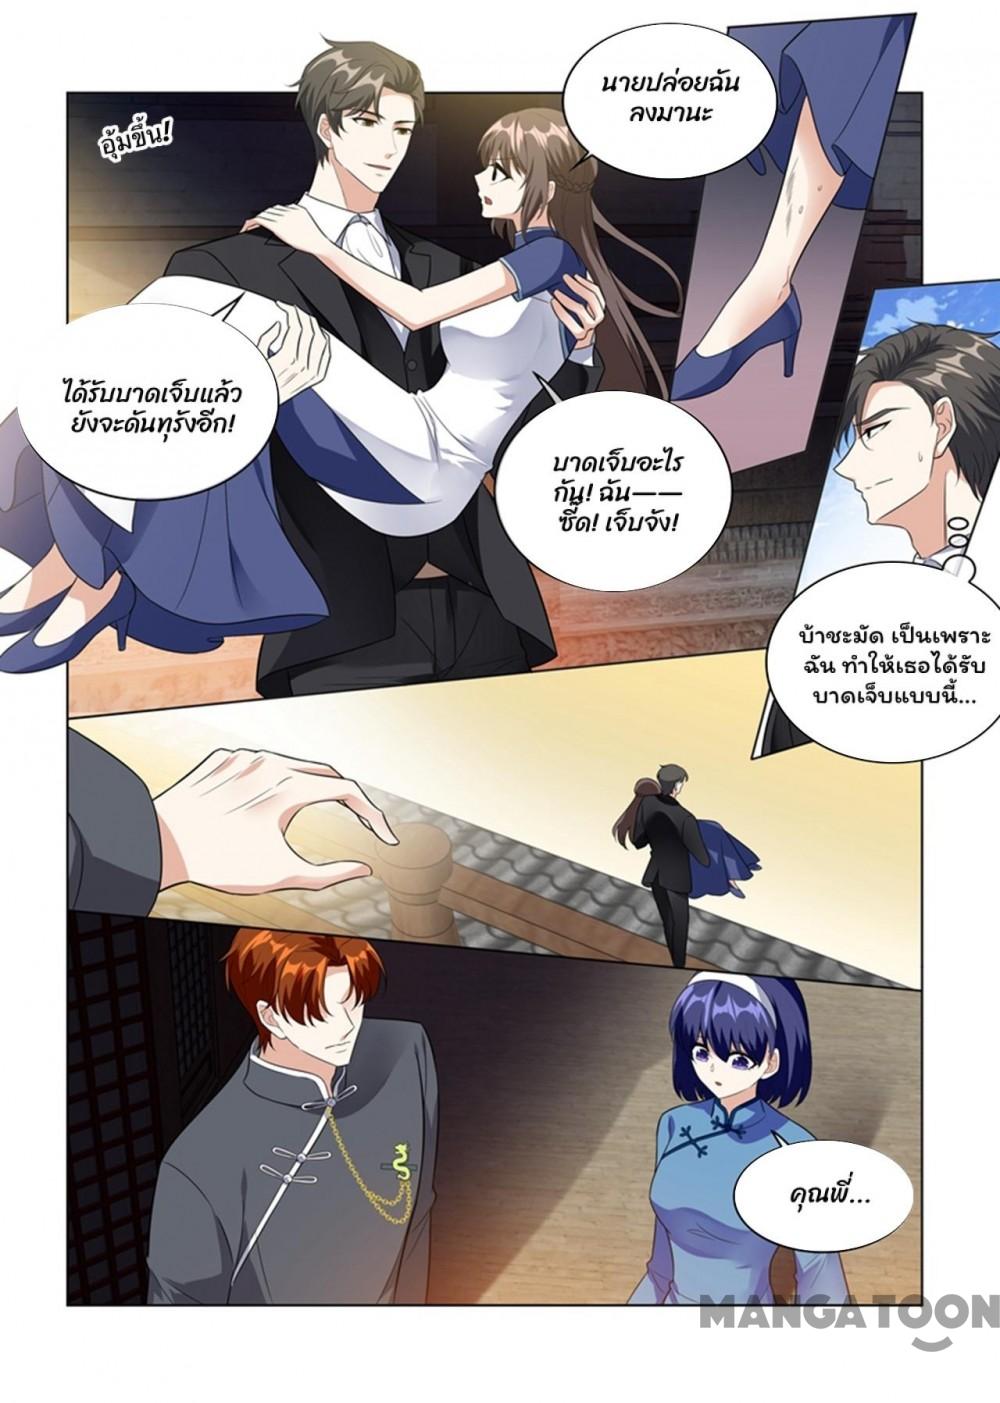 อุ้มขึ้น!
นายปล่อยฉัน
ลงมานะ
ได้รับบาดเจ็บแล้ว
ยังจะดันทุรังอีก!
บาดเจ็บอะไร
กัน! ฉัน——
ซี๊ด! เจ็บจัง!
บ้าชะมัด เป็นเพราะ
ฉัน ทำให้เธอได้รับ
บาดเจ็บแบบนี้...
คุณพี่...
MANGATOON